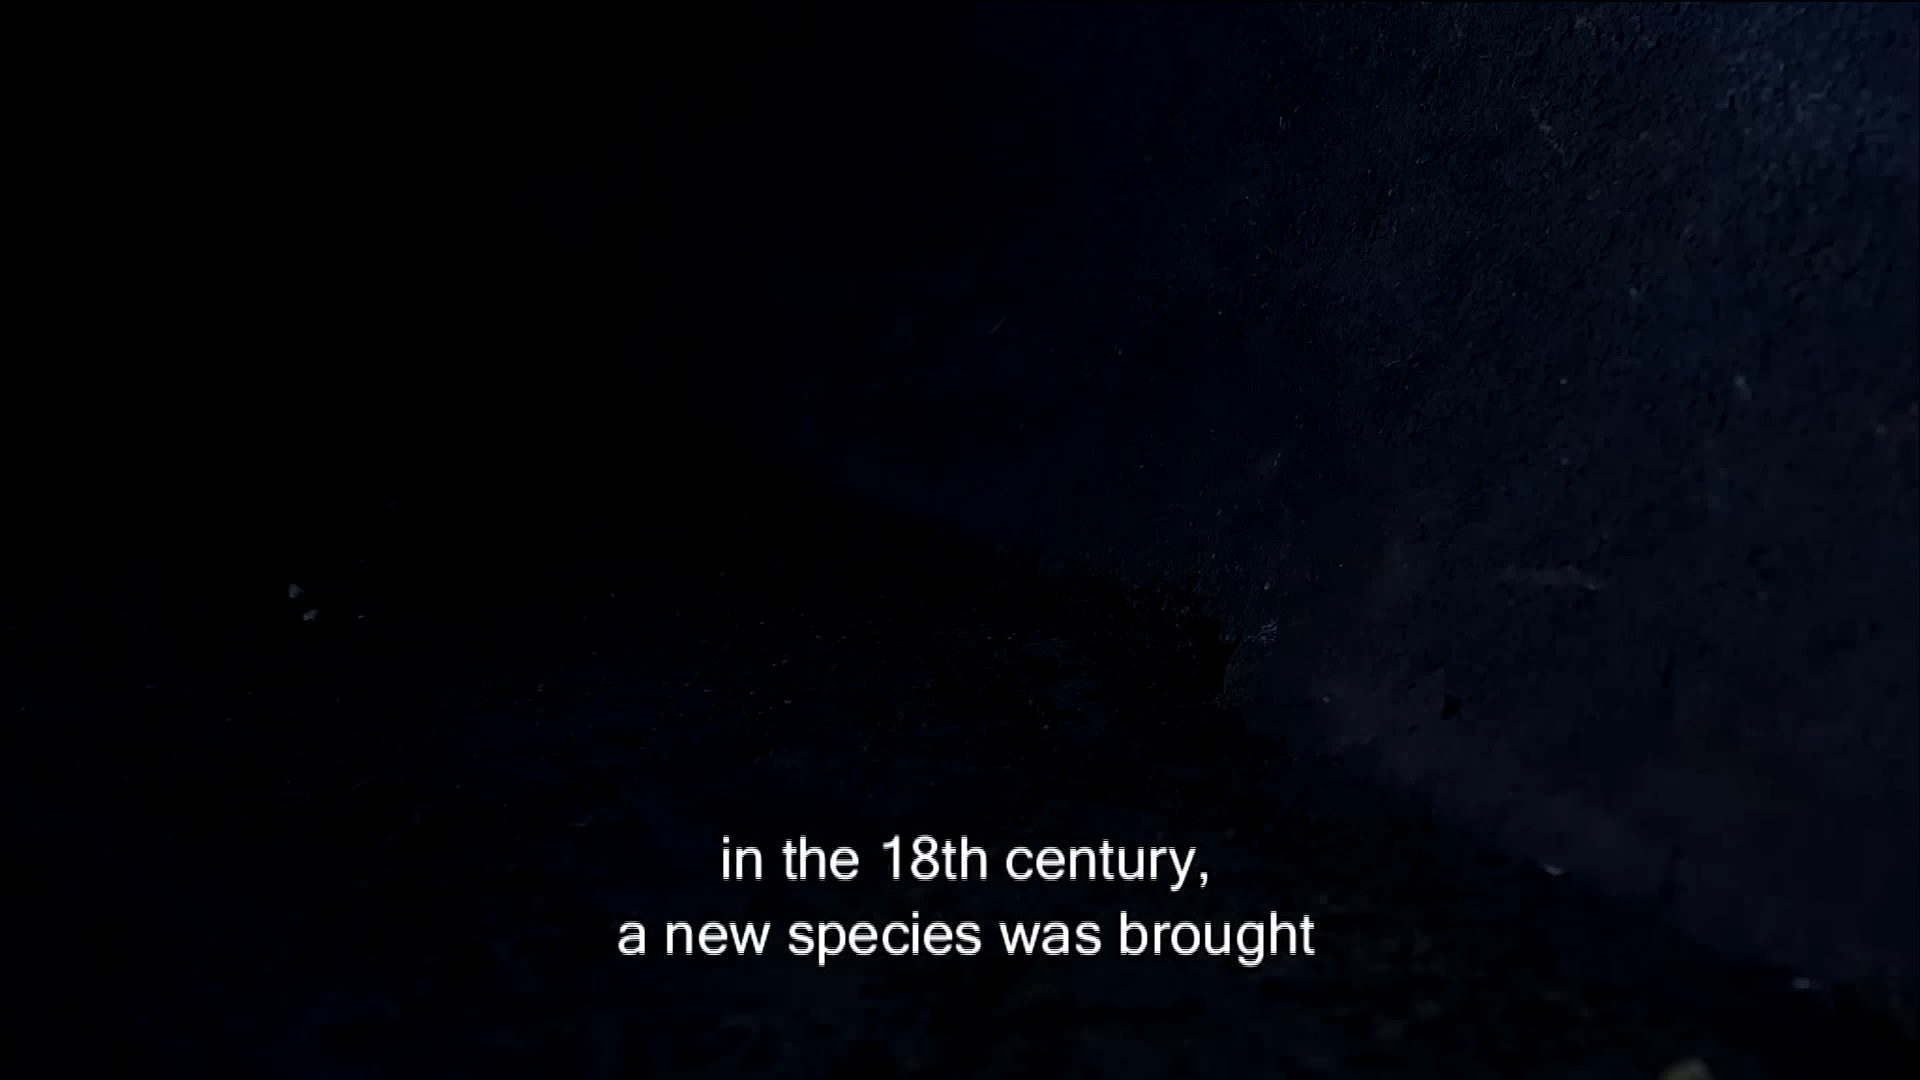 in the 18th century,
a new species was brought